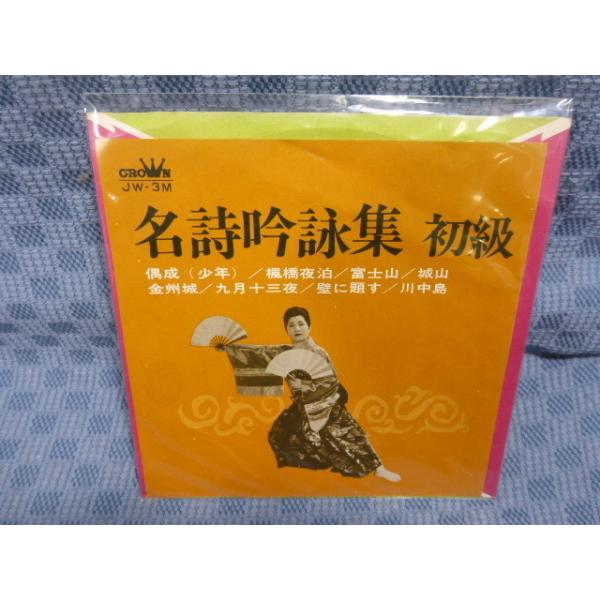 CROWN
JW-3M
名詩吟詠集 初級
偶成(少年)/楓橋夜泊/富士山/城山
金州城/九月十三夜/壁に題す/川中島